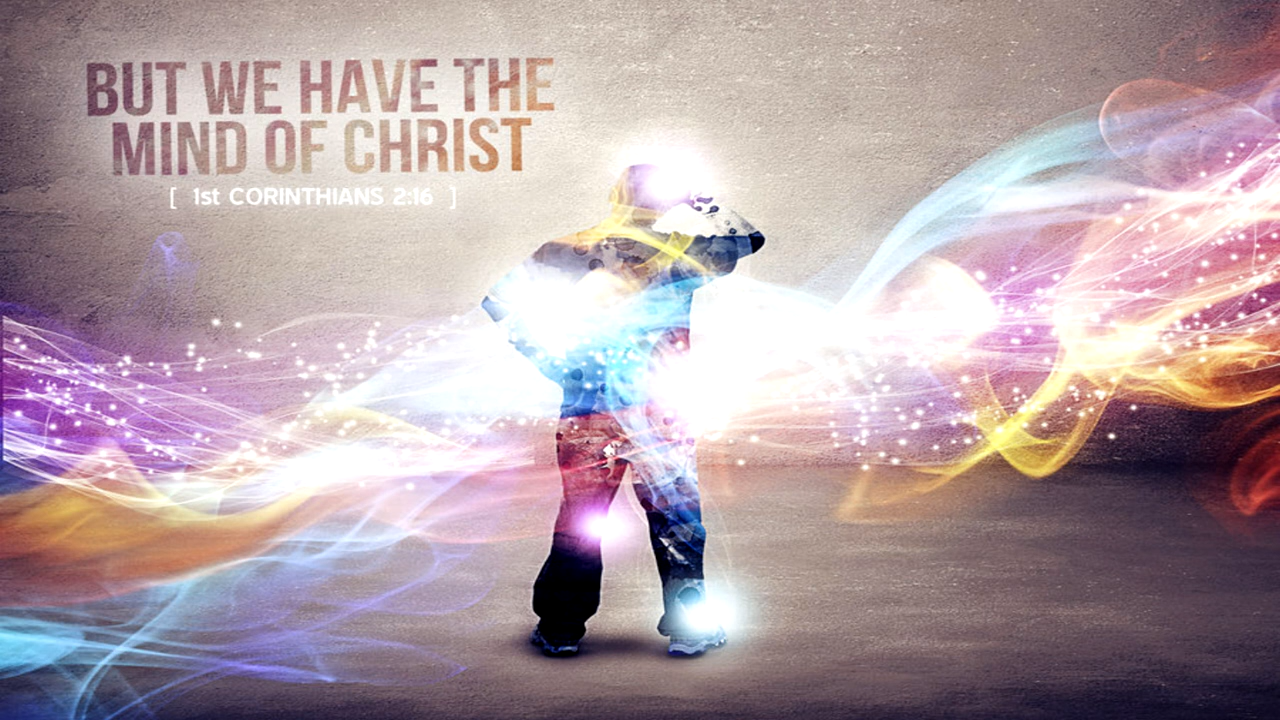 BUT WE HAVE THE
MIND OF CHRIST
[ 1st CORINTHIANS 2:16 ]